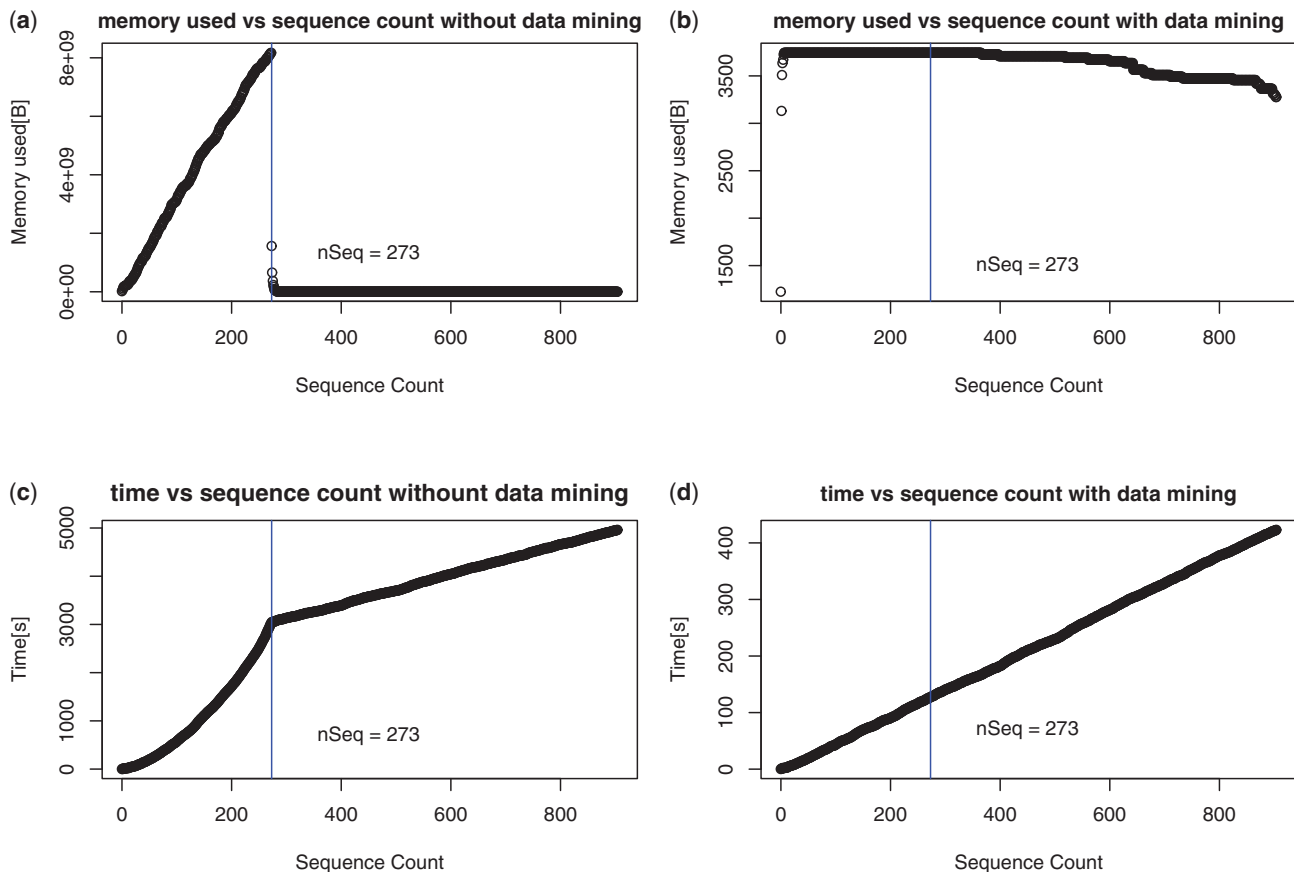 (a) memory used vs sequence count without data mining
Memory used[B]
8e+09
4e+09
0e+00
nSeq = 273
0 200 400 600 800
Sequence Count
(b) memory used vs sequence count with data mining
Memory used[B]
3500
2500
1500
nSeq = 273
0 200 400 600 800
Sequence Count
(c) time vs sequence count withount data mining
Time[s]
5000
3000
1000
0
nSeq = 273
0 200 400 600 800
Sequence Count
(d) time vs sequence count with data mining
Time[s]
400
300
200
100
0
nSeq = 273
0 200 400 600 800
Sequence Count